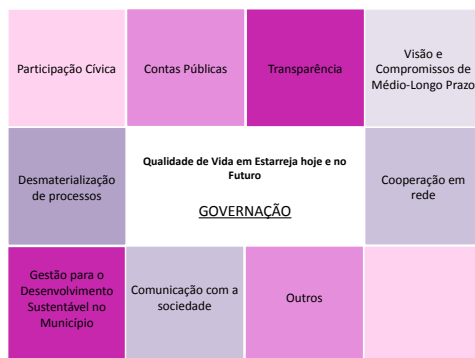 Participação Cívica
Contas Públicas
Transparência
Visão e
Compromissos de
Médio-Longo Prazo
Desmaterialização
de processos
Qualidade de Vida em Estarreja hoje e no
Futuro
GOVERNAÇÃO
Cooperação em
rede
Gestão para o
Desenvolvimento
Sustentável no
Município
Comunicação com a
sociedade
Outros